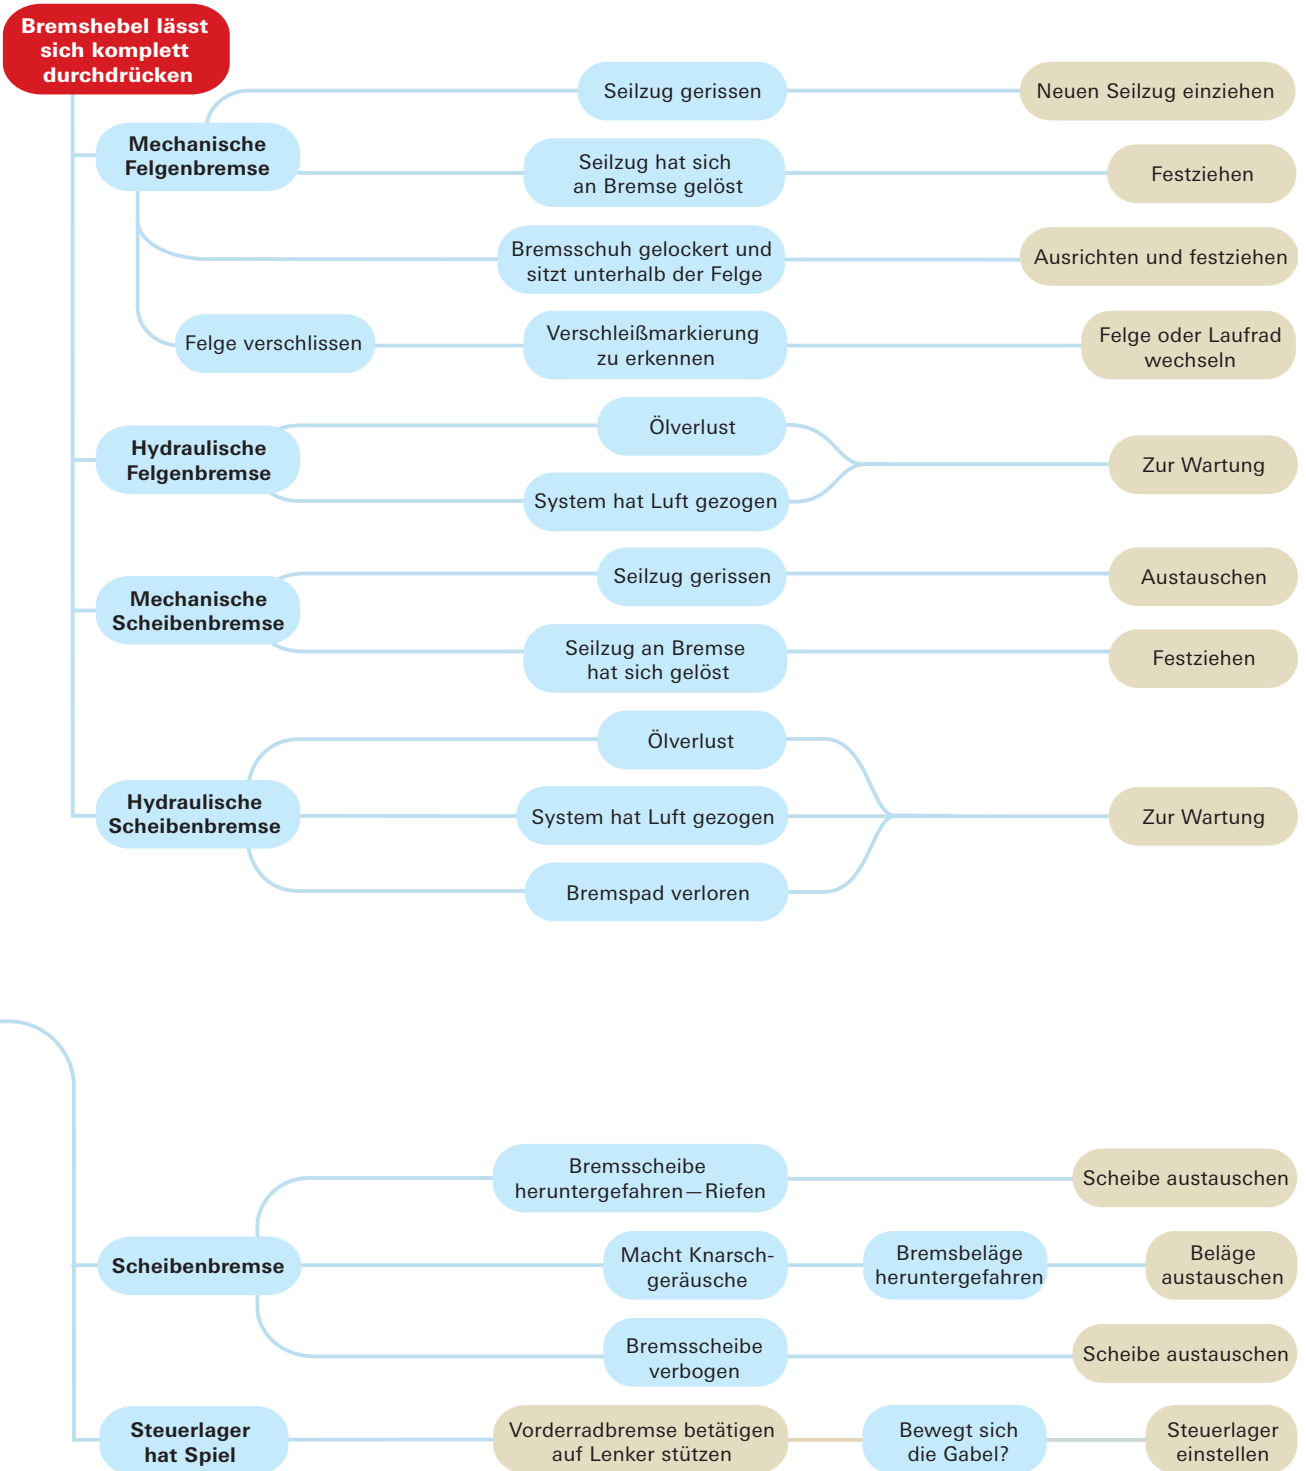 Bremshebel lässt
sich komplett
durchdrücken
Mechanische
Felgenbremse
Seilzug gerissen
Neuen Seilzug einziehen
Seilzug hat sich
an Bremse gelöst
Festziehen
Bremsschuh gelockert und
sitzt unterhalb der Felge
Ausrichten und festziehen
Felge verschlissen
Verschleißmarkierung
zu erkennen
Felge oder Laufrad
wechseln
Hydraulische
Felgenbremse
Ölverlust
System hat Luft gezogen
Zur Wartung
Mechanische
Scheibenbremse
Seilzug gerissen
Austauschen
Seilzug an Bremse
hat sich gelöst
Festziehen
Hydraulische
Scheibenbremse
Ölverlust
System hat Luft gezogen
Bremspad verloren
Zur Wartung
Scheibenbremse
Bremsscheibe
heruntergefahren—Riefen
Scheibe austauschen
Macht Knarsch-
geräusche
Bremsbeläge
heruntergefahren
Beläge
austauschen
Bremsscheibe
verbogen
Scheibe austauschen
Steuerlager
hat Spiel
Vorderradbremse betätigen
auf Lenker stützen
Bewegt sich
die Gabel?
Steuerlager
einstellen